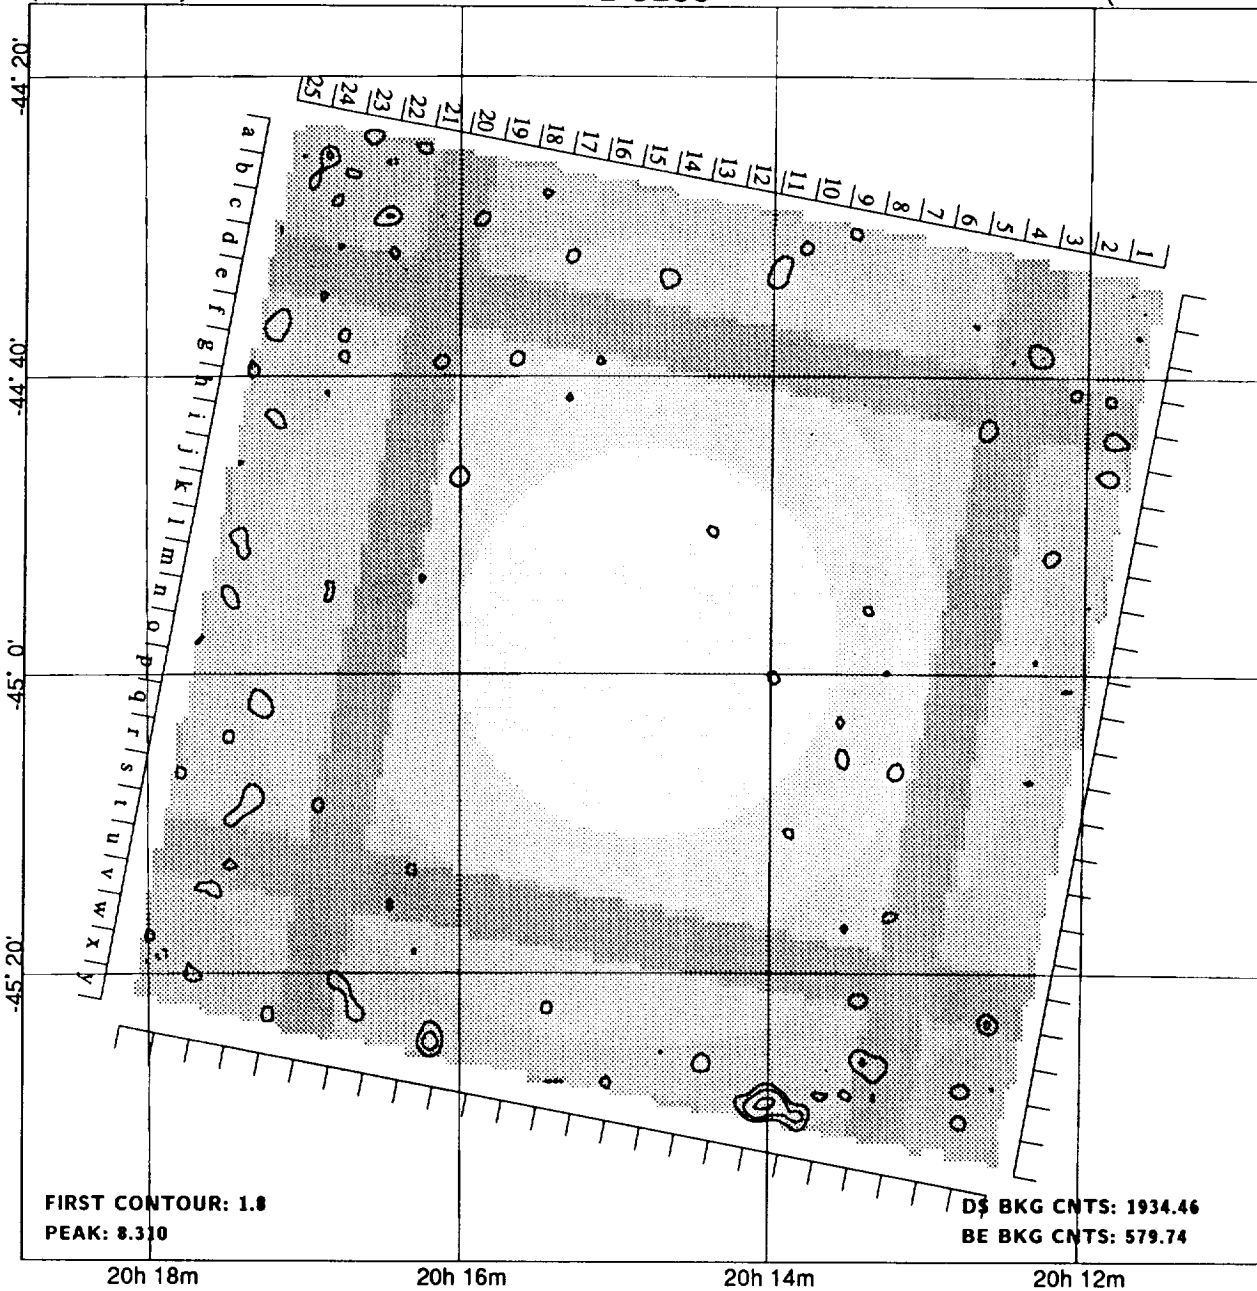 -44° 20'
25 24 23 22 21 20 19 18 17 16 15 14 13 12 11 10 9 8 7 6 5 4 3 2 1
a b c d e f g h i j k l m n o p q r s t u v w x y
-44° 40'
-45° 0'
-45° 20'
FIRST CONTOUR: 1.8
PEAK: 8.310
DS BKG CNTS: 1934.46
BE BKG CNTS: 579.74
20h 18m 20h 16m 20h 14m 20h 12m